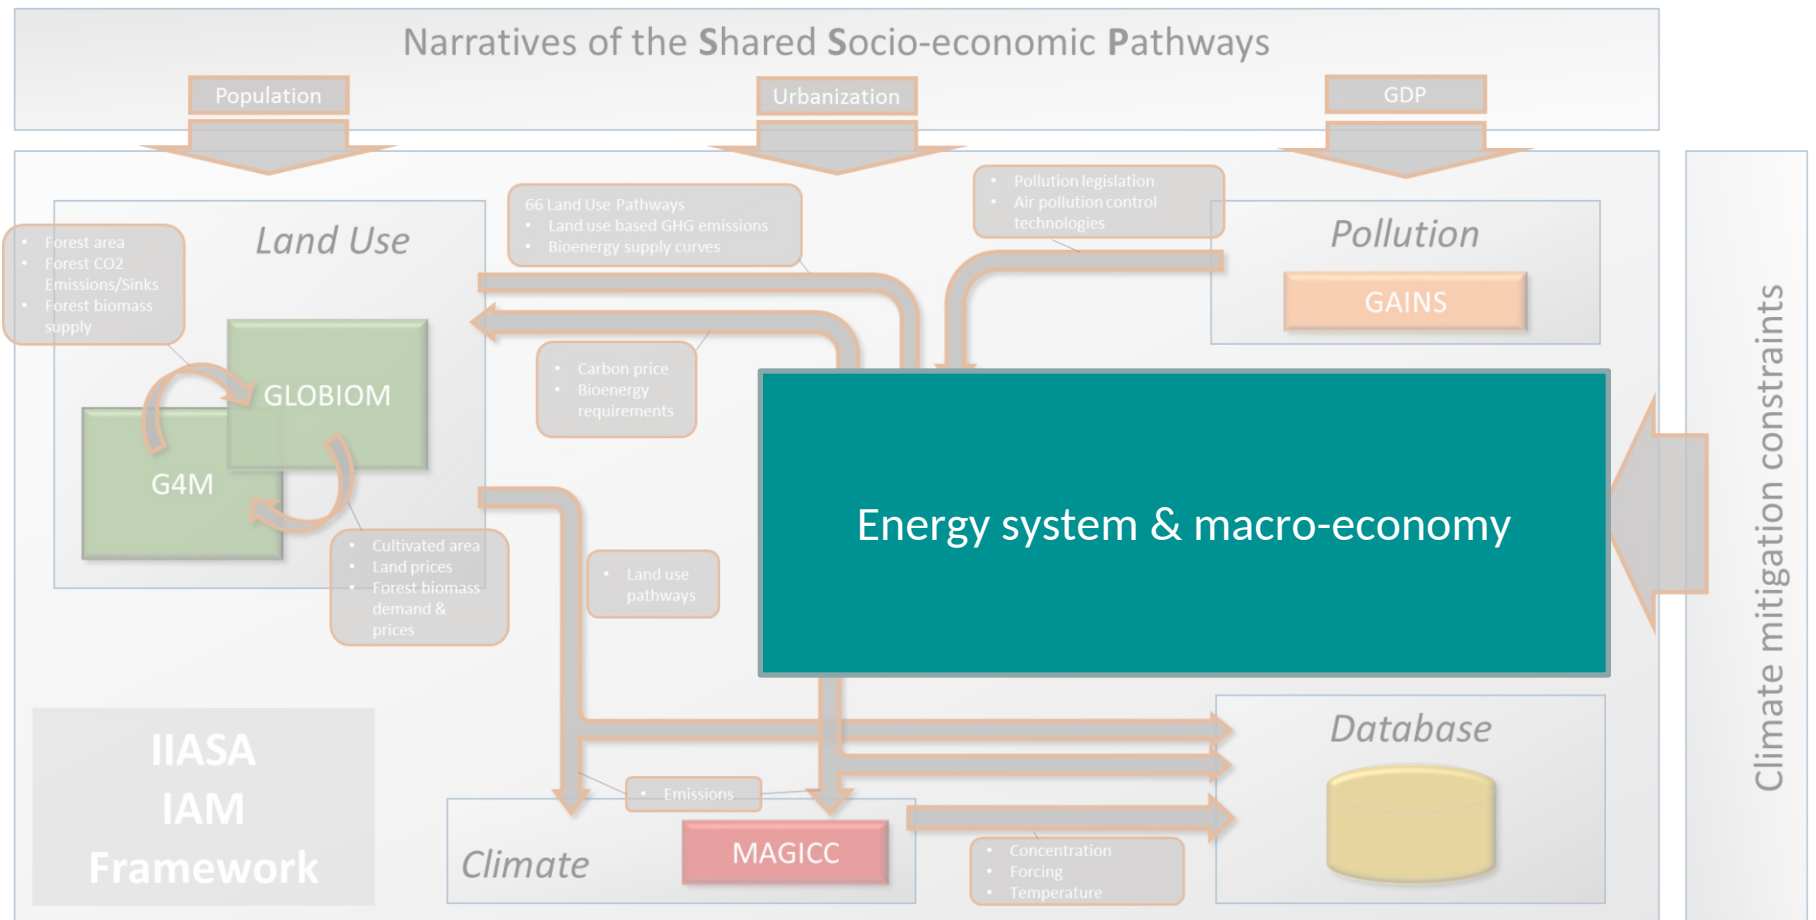 Narratives of the Shared Socio-economic Pathways
Population
Urbanization
GDP
66 Land Use Pathways
• Land use based GHG emissions
• Bioenergy supply curves
• Pollution legislation
• Air pollution control
technologies
Land Use
• Forest area
• Forest CO2
Emissions/Sinks
• Forest biomass
supply
Pollution
GAINS
GLOBIOM
G4M
• Carbon price
• Bioenergy
requirements
Energy system & macro-economy
Climate mitigation constraints
• Cultivated area
• Land prices
• Forest biomass
demand &
prices
• Land use
pathways
IIASA
IAM
Framework
• Emissions
Climate
MAGICC
Database
• Concentration
• Forcing
• Temperature